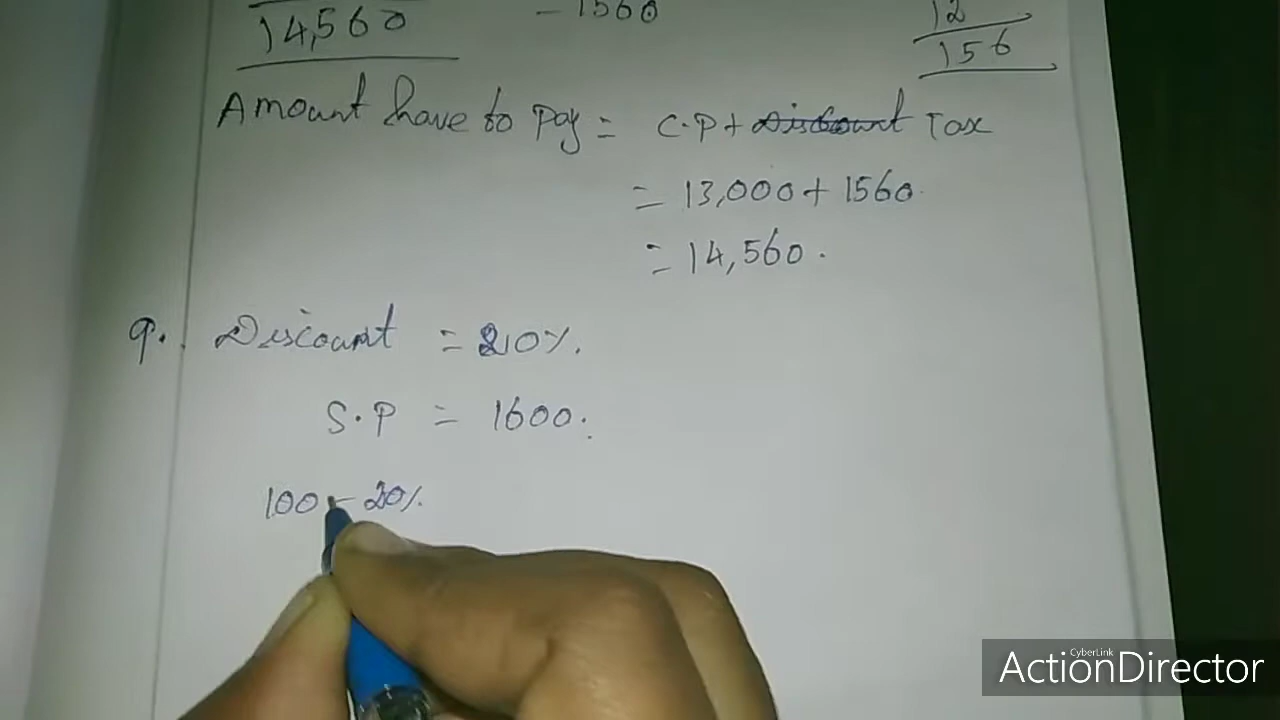 14,560 - 1560 12
156
Amount have to Pay = C.P + Discount Tax
= 13,000 + 1560.
= 14,560.
9. Discount = 20%.
S.P = 1600.
100 - 20%.
CyberLink
ActionDirector